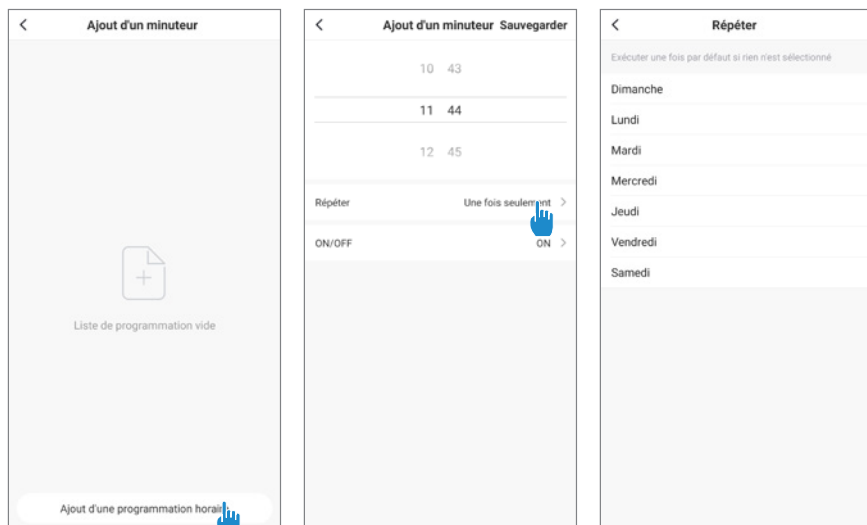 Ajout d'un minuteur
Liste de programmation vide
Ajout d'une programmation horaire
Ajout d'un minuteur Sauvegarder
10 43
11 44
12 45
Répéter Une fois seulement
ON/OFF ON
Répéter
Exécuter une fois par défaut si rien n'est sélectionné
Dimanche
Lundi
Mardi
Mercredi
Jeudi
Vendredi
Samedi